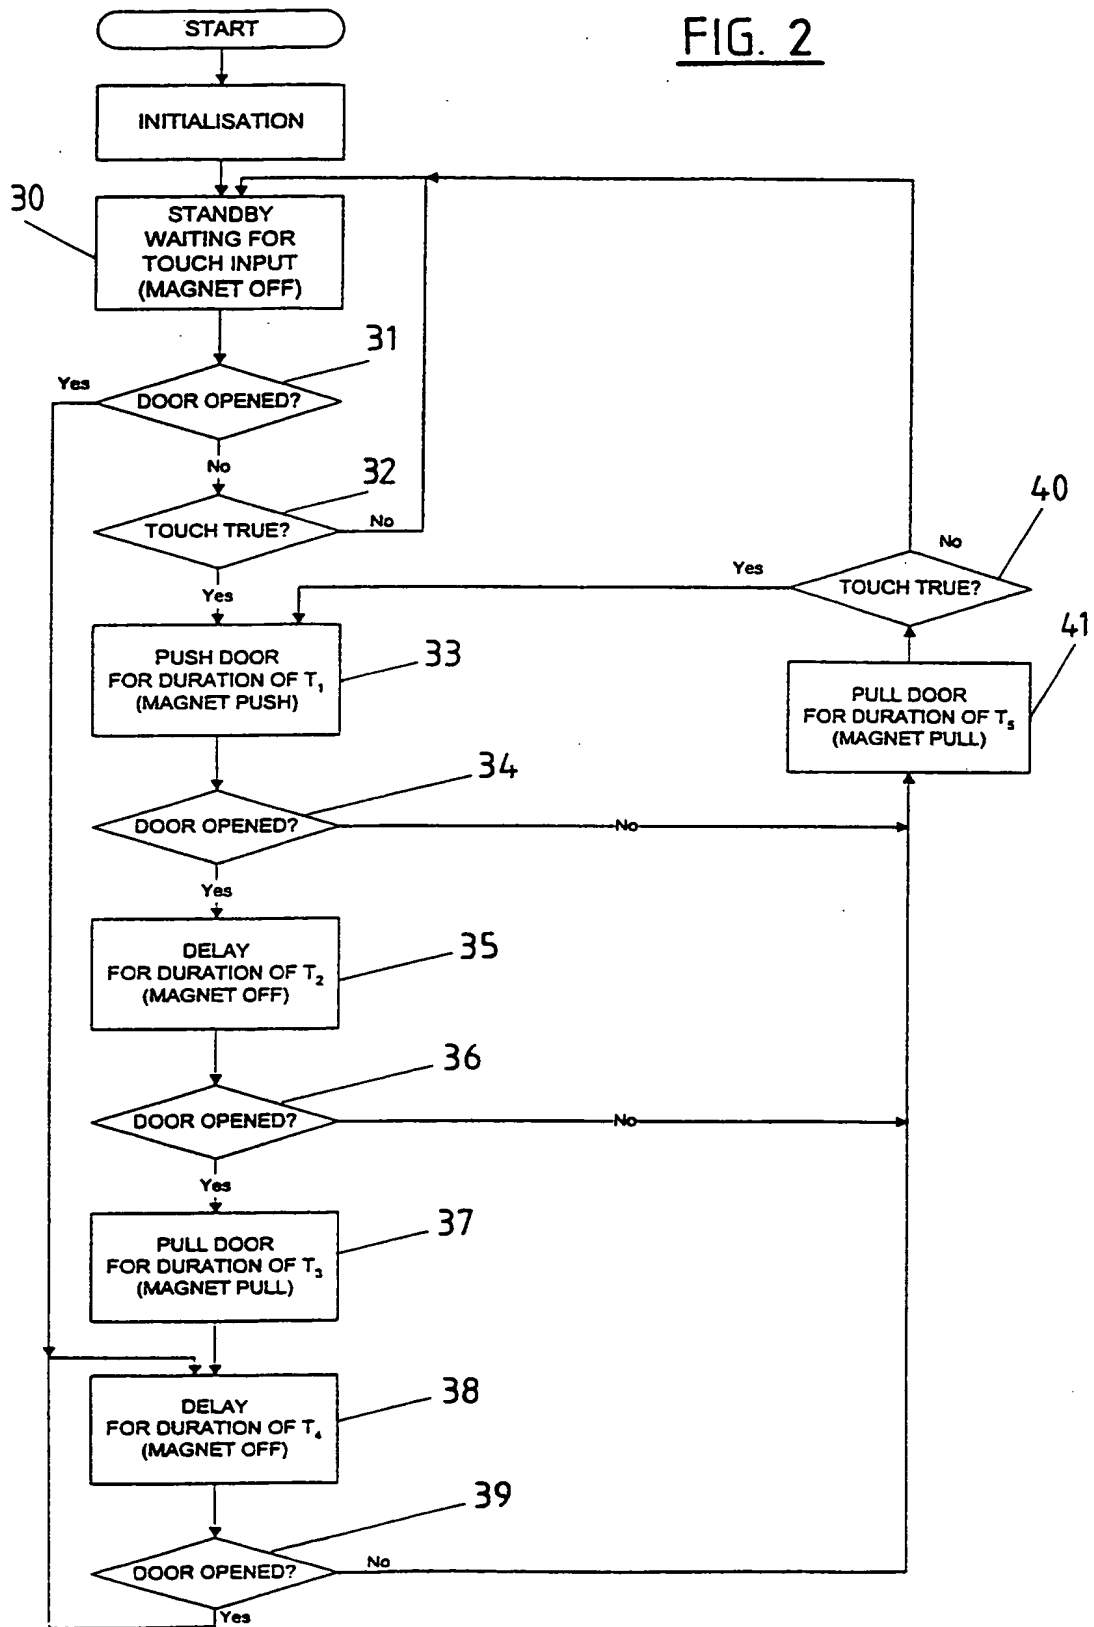 START
FIG. 2
INITIALISATION
30
STANDBY
WAITING FOR
TOUCH INPUT
(MAGNET OFF)
31
Yes
DOOR OPENED?
No
32
TOUCH TRUE?
No
40
No
Yes
TOUCH TRUE?
Yes
41
33
PUSH DOOR
FOR DURATION OF T₁
(MAGNET PUSH)
PULL DOOR
FOR DURATION OF T₅
(MAGNET PULL)
34
DOOR OPENED?
No
Yes
35
DELAY
FOR DURATION OF T₂
(MAGNET OFF)
36
DOOR OPENED?
No
Yes
37
PULL DOOR
FOR DURATION OF T₃
(MAGNET PULL)
38
DELAY
FOR DURATION OF T₄
(MAGNET OFF)
39
DOOR OPENED?
No
Yes